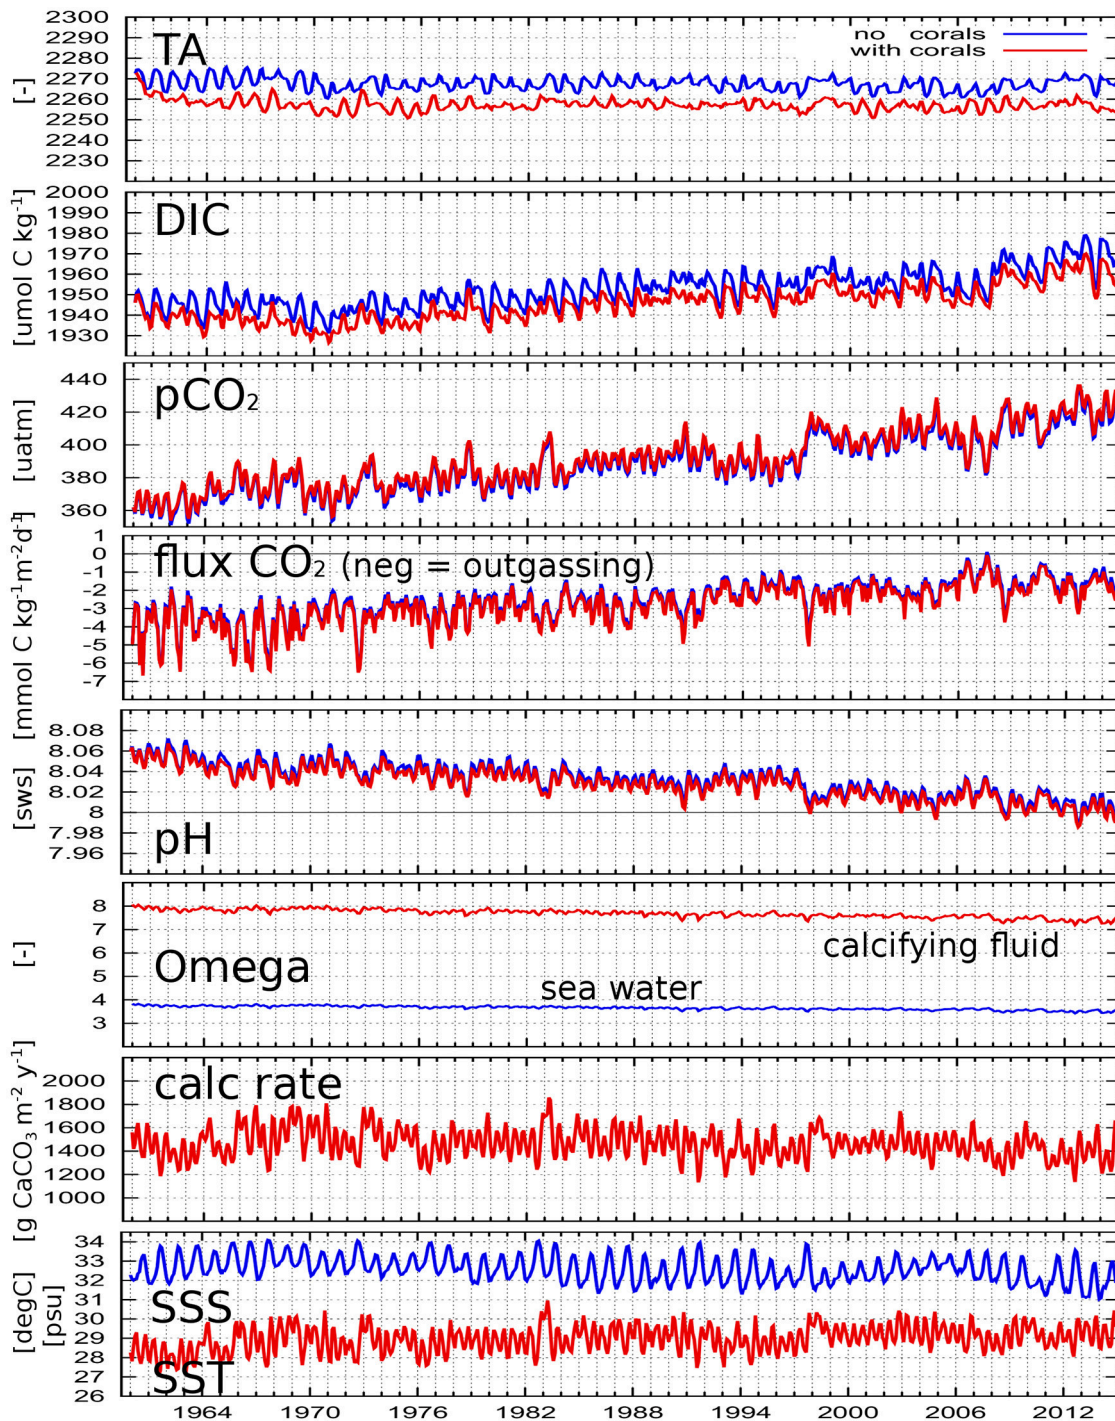 2300
2290
2280
2270
2260
2250
2240
2230
[-]
TA
no corals
with corals
2000
1990
1980
1970
1960
1950
1940
1930
[umol C kg⁻¹]
DIC
440
420
400
380
360
[uatm]
pCO₂
1
0
-1
-2
-3
-4
-5
-6
-7
[mmol C kg⁻¹m⁻²d⁻¹]
flux CO₂ (neg = outgassing)
8.08
8.06
8.04
8.02
8
7.98
7.96
[sws]
pH
8
7
6
5
4
3
[-]
Omega
calcifying fluid
sea water
2000
1800
1600
1400
1200
1000
[g CaCO₃ m⁻² y⁻¹]
calc rate
34
33
32
31
30
29
28
27
26
[degC]
[psu]
SSS
SST
1964 1970 1976 1982 1988 1994 2000 2006 2012